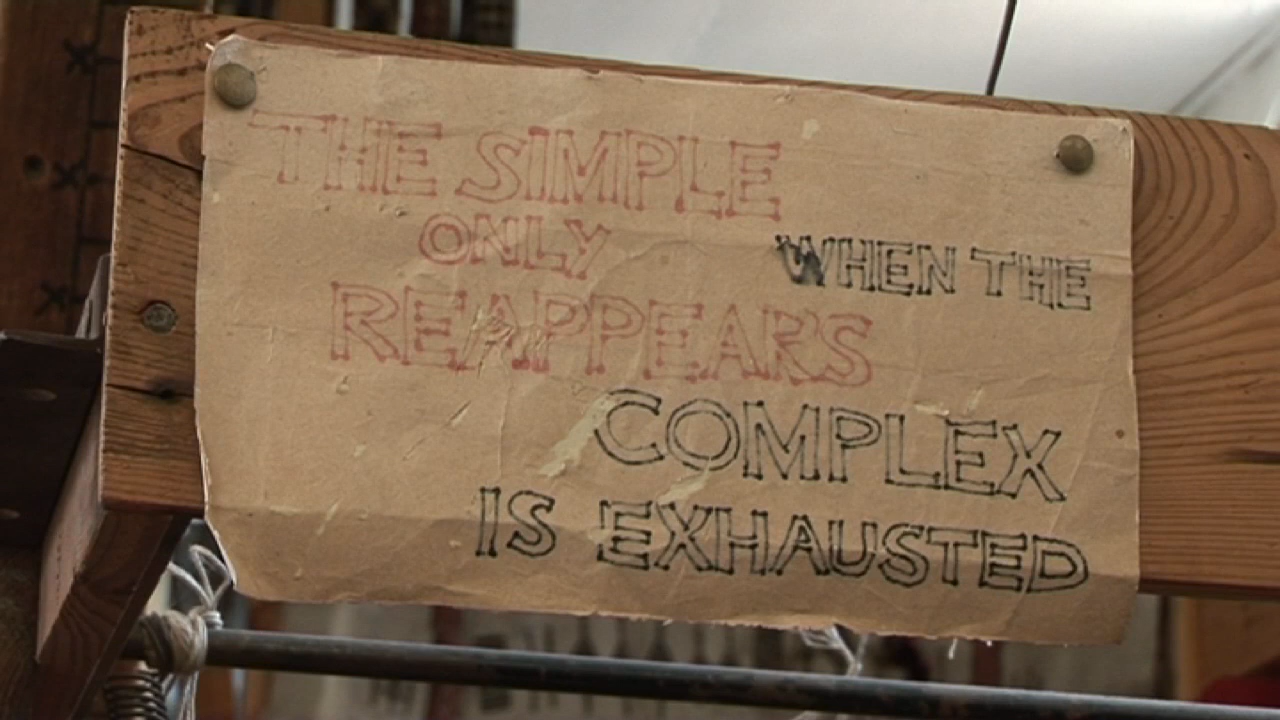 THE SIMPLE
ONLY
REAPPEARS
WHEN THE
COMPLEX
IS EXHAUSTED